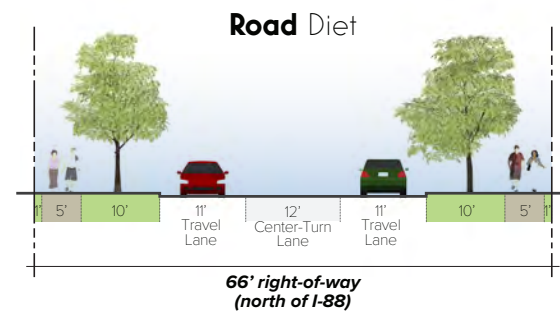 Road Diet
1' 5' 10' 11' 12' 11' 10' 5' 1'
Travel Lane
Center-Turn Lane
Travel Lane
66' right-of-way
(north of I-88)